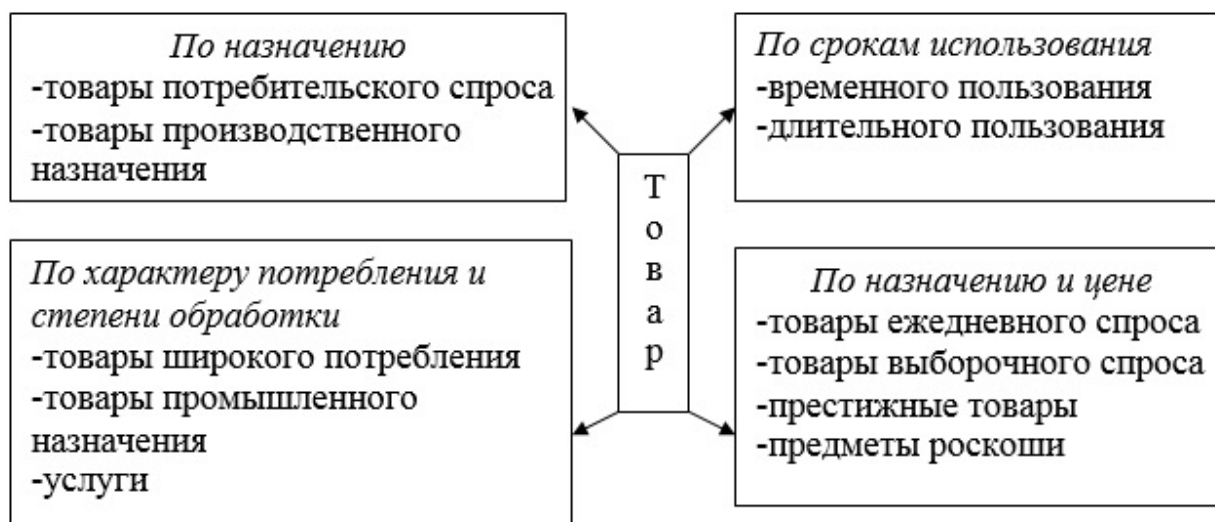 По назначению
-товары потребительского спроса
-товары производственного
назначения
По срокам использования
-временного пользования
-длительного пользования
Товар
По характеру потребления и
степени обработки
-товары широкого потребления
-товары промышленного
назначения
-услуги
По назначению и цене
-товары ежедневного спроса
-товары выборочного спроса
-престижные товары
-предметы роскоши